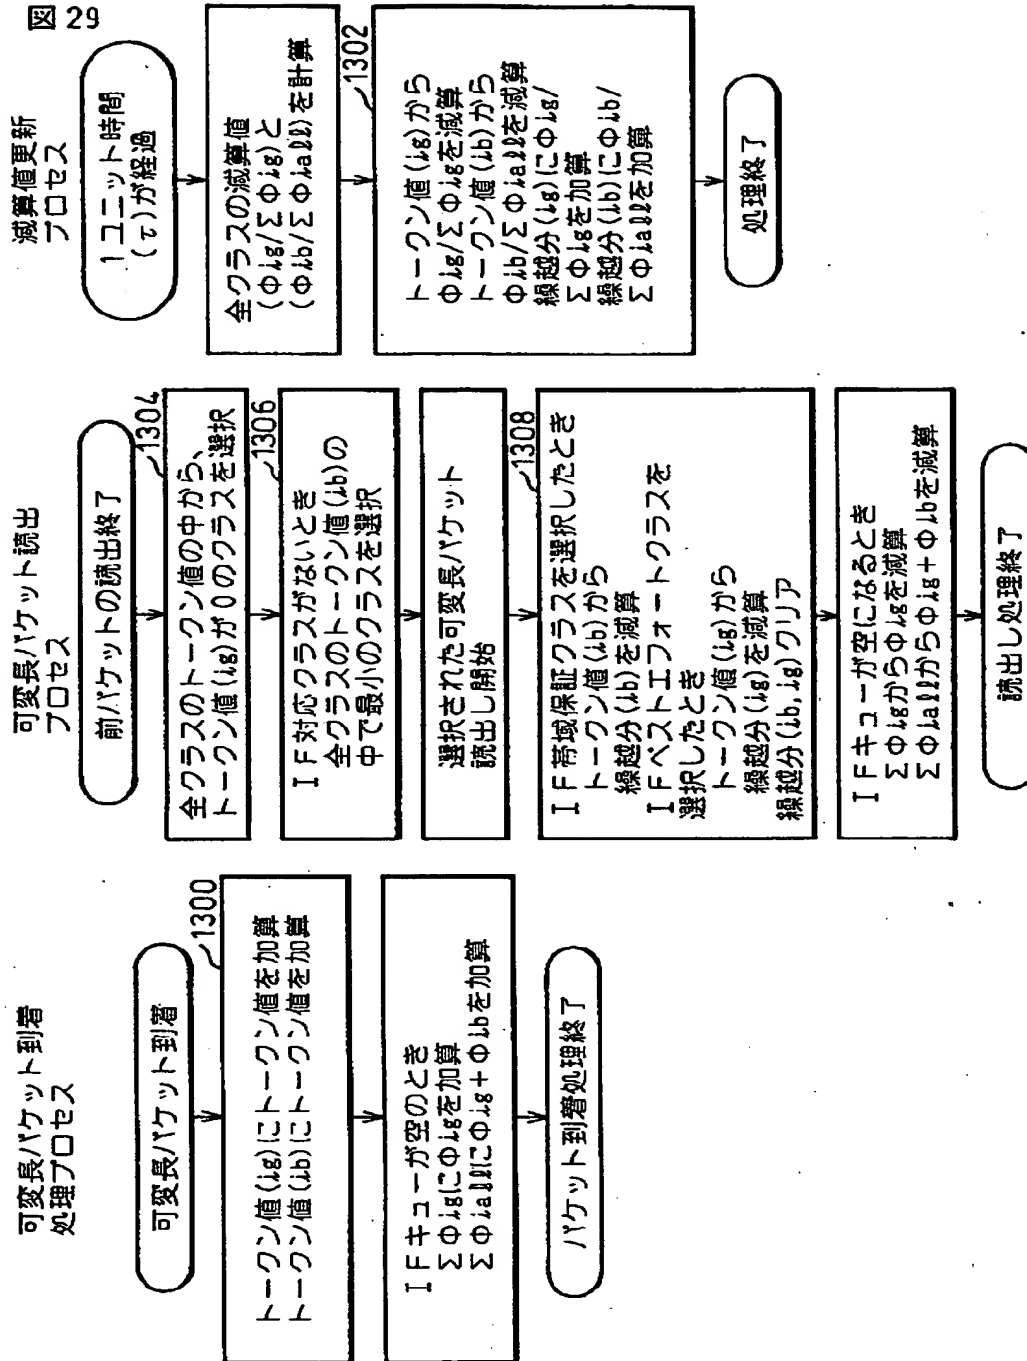 図29
可変長パケット到着
処理プロセス
可変長パケット到着
1300
トークン値(ig)にトークン値を加算
トークン値(ib)にトークン値を加算
IFキューが空のとき
ΣΦigにΦigを加算
ΣΦiallにΦig+Φibを加算
パケット到着処理終了
可変長パケット読出
プロセス
前パケットの読出終了
1304
全クラスのトークン値の中から、
トークン値(ig)が0のクラスを選択
1306
IF対応クラスがないとき
全クラスのトークン値(ib)の
中で最小のクラスを選択
選択された可変長パケット
読出し開始
1308
IF帯域保証クラスを選択したとき
トークン値(ib)から
繰越分(ib)を減算
IFベストエフォートクラスを
選択したとき
トークン値(ig)から
繰越分(ig)を減算
繰越分(ib,ig)クリア
IFキューが空になるとき
ΣΦigからΦigを減算
ΣΦiallからΦig+Φibを減算
読出し処理終了
減算値更新
プロセス
1ユニット時間
(τ)が経過
全クラスの減算値
(Φig/ΣΦig)と
(Φib/ΣΦiall)を計算
1302
トークン値(ig)から
Φig/ΣΦigを減算
トークン値(ib)から
Φib/ΣΦiallを減算
繰越分(ig)にΦig/
ΣΦigを加算
繰越分(ib)にΦib/
ΣΦiallを加算
処理終了